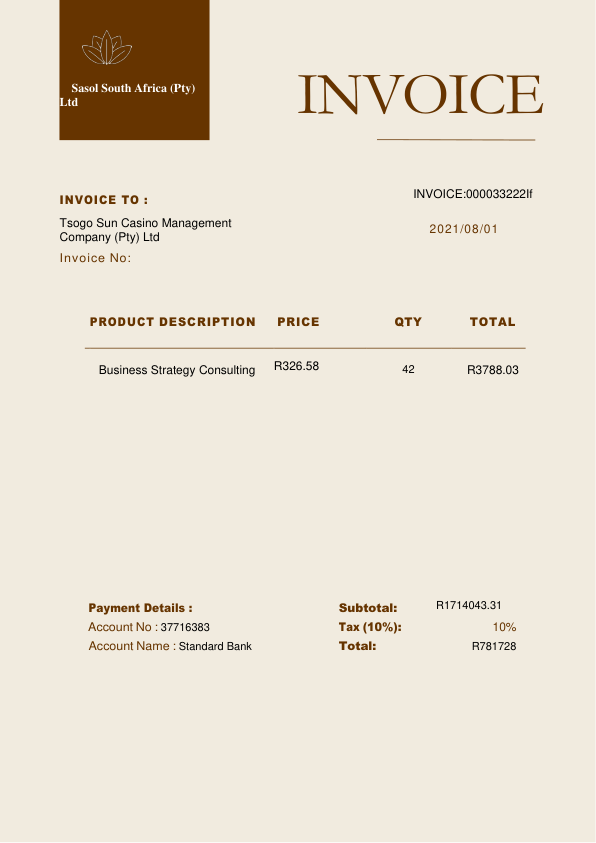 Sasol South Africa (Pty)
Ltd
INVOICE
INVOICE TO :
INVOICE:000033222If
Tsogo Sun Casino Management
Company (Pty) Ltd
2021/08/01
Invoice No:
PRODUCT DESCRIPTION PRICE QTY TOTAL
Business Strategy Consulting R326.58 42 R3788.03
Payment Details : Subtotal: R1714043.31
Account No : 37716383 Tax (10%): 10%
Account Name : Standard Bank Total: R781728